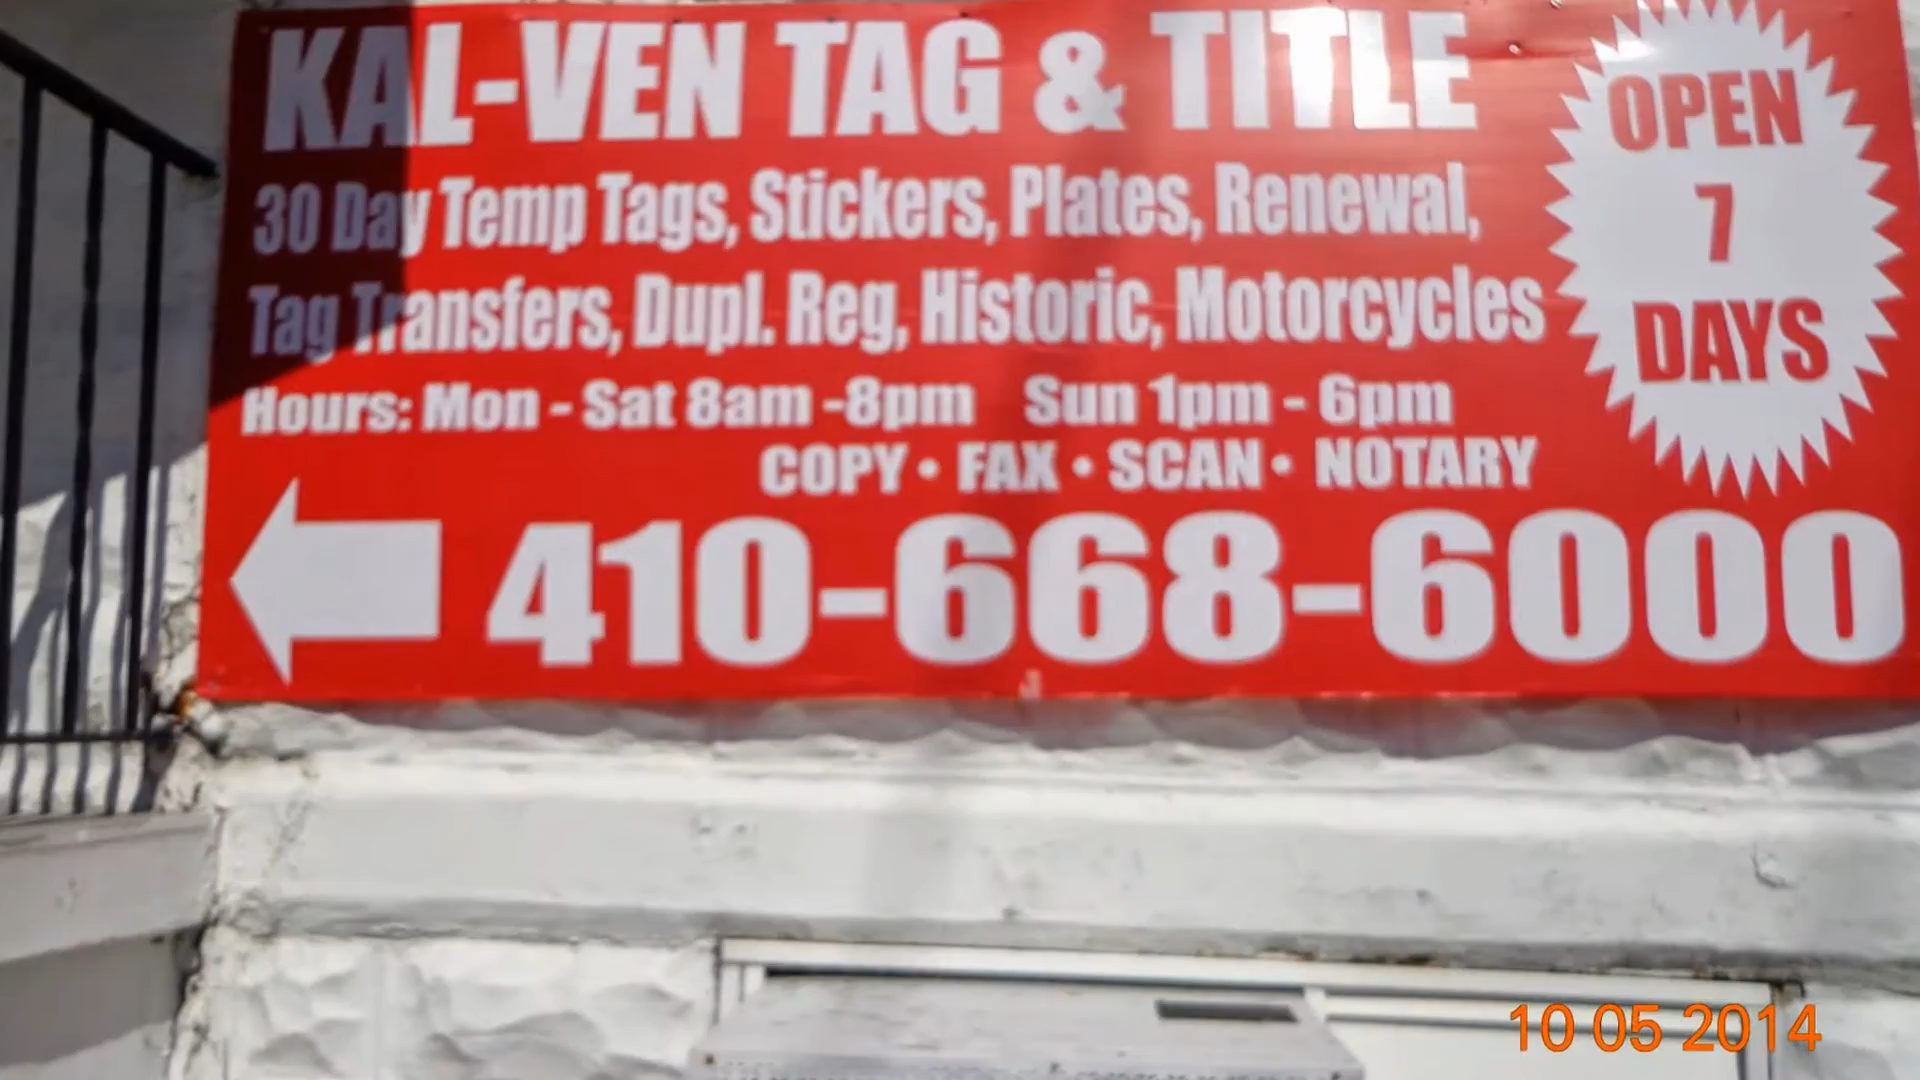 KAL-VEN TAG & TITLE
30 Day Temp Tags, Stickers, Plates, Renewal,
Tag Transfers, Dupl. Reg, Historic, Motorcycles
Hours: Mon - Sat 8am -8pm Sun 1pm - 6pm
COPY • FAX • SCAN • NOTARY
410-668-6000
OPEN
7
DAYS
10 05 2014